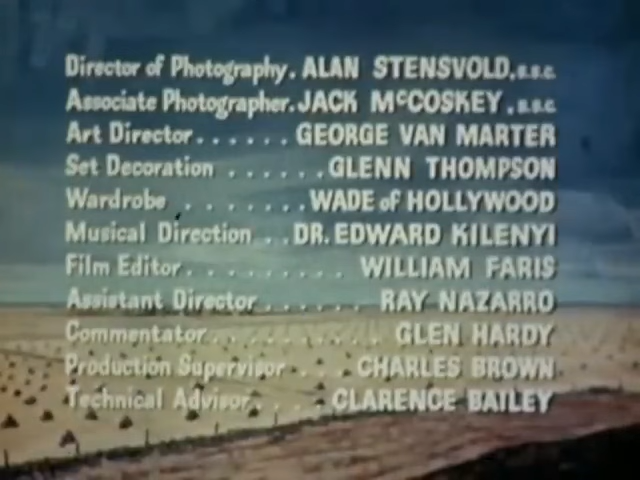 Director of Photography. ALAN STENSVOLD, A.S.C.
Associate Photographer. JACK McCOSKEY, A.S.C.
Art Director...... GEORGE VAN MARTER
Set Decoration ...... GLENN THOMPSON
Wardrobe ....... WADE of HOLLYWOOD
Musical Direction .. DR. EDWARD KILENYI
Film Editor......... WILLIAM FARIS
Assistant Director...... RAY NAZARRO
Commentator......... GLEN HARDY
Production Supervisor ... CHARLES BROWN
Technical Advisor.... CLARENCE BAILEY